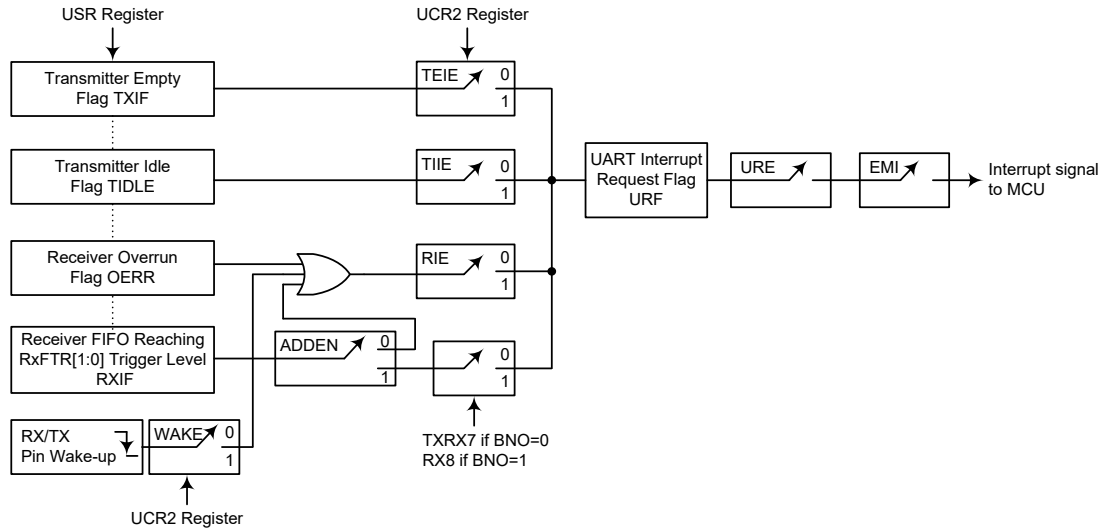 USR Register
UCR2 Register
Transmitter Empty
Flag TXIF
TEIE
0
1
Transmitter Idle
Flag TIDLE
TIIE
0
1
UART Interrupt
Request Flag
URF
URE
EMI
Interrupt signal
to MCU
Receiver Overrun
Flag OERR
RIE
0
1
Receiver FIFO Reaching
RxFTR[1:0] Trigger Level
RXIF
ADDEN
0
1
0
1
RX/TX
Pin Wake-up
WAKE
0
1
TXRX7 if BNO=0
RX8 if BNO=1
UCR2 Register